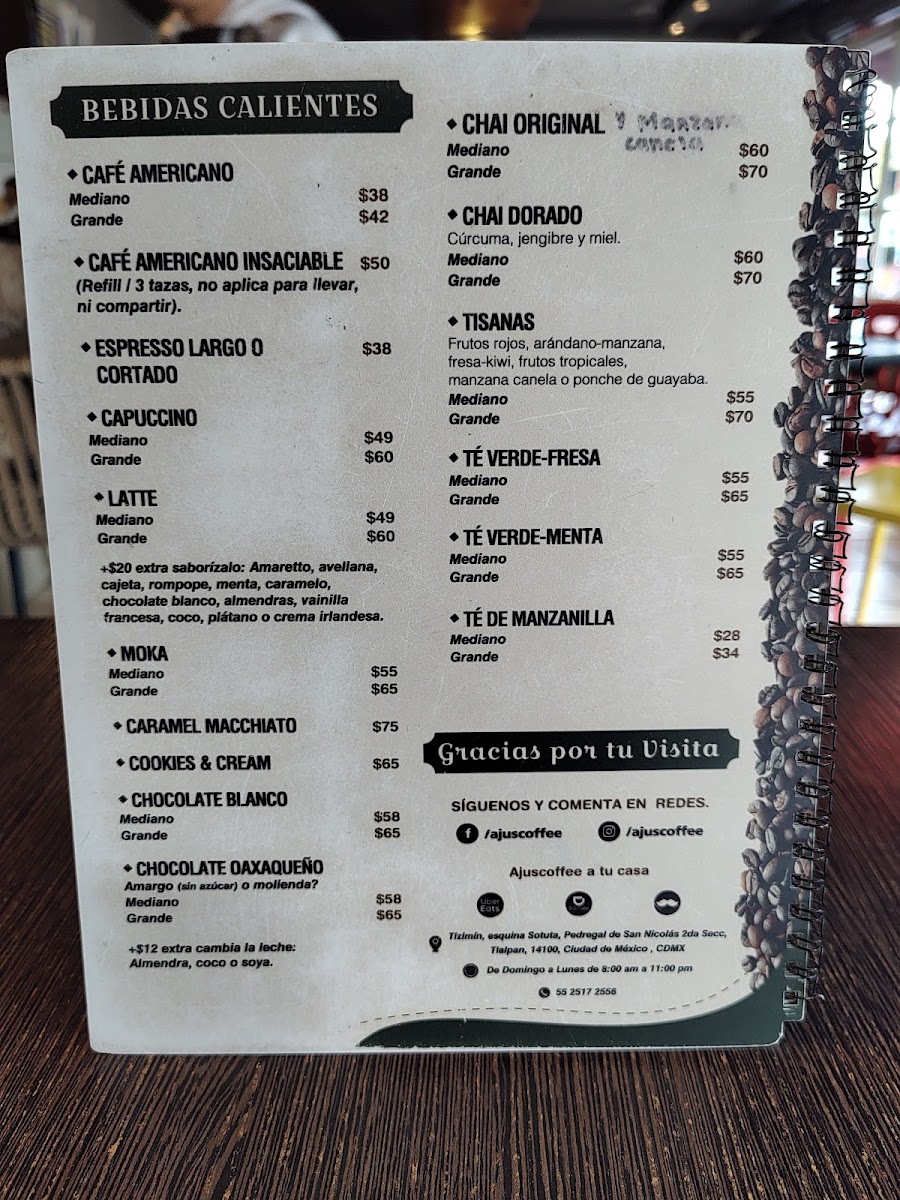 BEBIDAS CALIENTES
CAFÉ AMERICANO
Mediano $38
Grande $42
CAFÉ AMERICANO INSACIABLE $50
(Refill / 3 tazas, no aplica para llevar,
ni compartir).
ESPRESSO LARGO O $38
CORTADO
CAPUCCINO
Mediano $49
Grande $60
LATTE
Mediano $49
Grande $60
+$20 extra saborízalo: Amaretto, avellana,
cajeta, rompope, menta, caramelo,
chocolate blanco, almendras, vainilla
francesa, coco, plátano o crema irlandesa.
MOKA
Mediano $55
Grande $65
CARAMEL MACCHIATO $75
COOKIES & CREAM $65
CHOCOLATE BLANCO
Mediano $58
Grande $65
CHOCOLATE OAXAQUEÑO
Amargo (sin azúcar) o molienda?
Mediano $58
Grande $65
+$12 extra cambia la leche:
Almendra, coco o soya.
CHAI ORIGINAL Y Manzana
canela
Mediano $60
Grande $70
CHAI DORADO
Cúrcuma, jengibre y miel.
Mediano $60
Grande $70
TISANAS
Frutos rojos, arándano-manzana,
fresa-kiwi, frutos tropicales,
manzana canela o ponche de guayaba.
Mediano $55
Grande $70
TÉ VERDE-FRESA
Mediano $55
Grande $65
TÉ VERDE-MENTA
Mediano $55
Grande $65
TÉ DE MANZANILLA
Mediano $28
Grande $34
Gracias por tu Visita
SÍGUENOS Y COMENTA EN REDES.
/ajuscoffee /ajuscoffee
Ajuscoffee a tu casa
Uber
Eats
Tizimín, esquina Sotuta, Pedregal de San Nicolás 2da Secc,
Tlalpan, 14100, Ciudad de México , CDMX
De Domingo a Lunes de 8:00 am a 11:00 pm
55 2517 2556